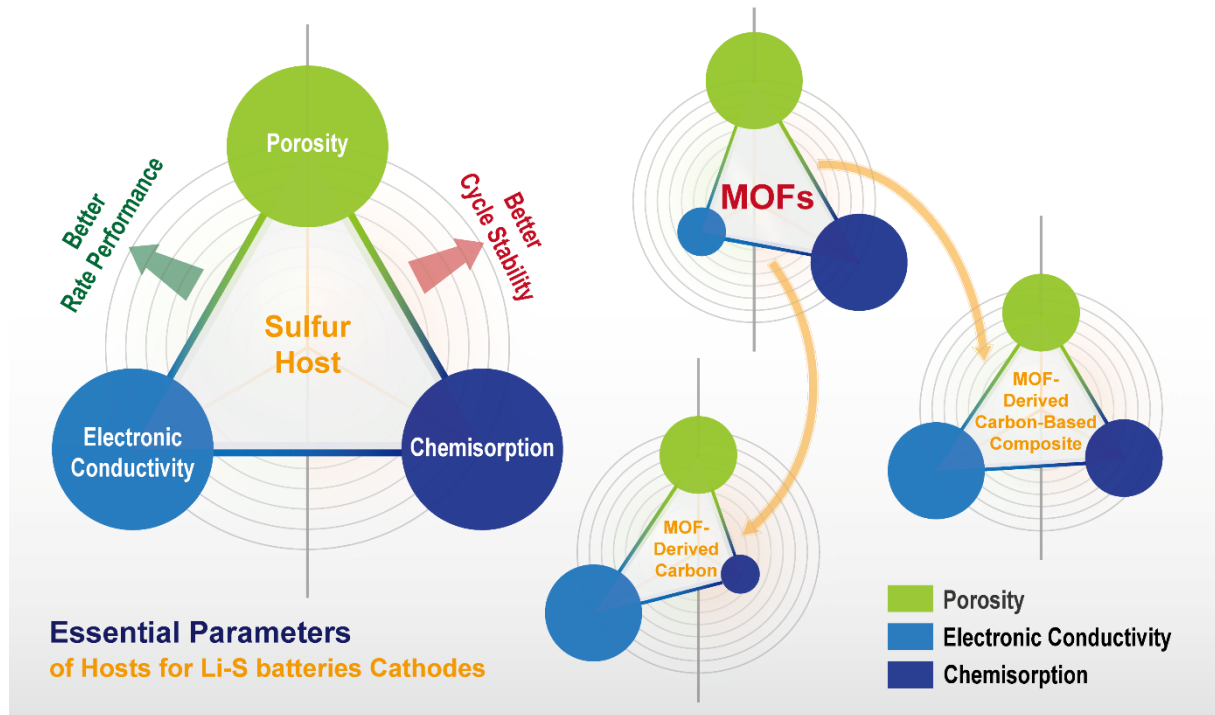 Porosity
Better
Rate Performance
Better
Cycle Stability
Sulfur
Host
Electronic
Conductivity
Chemisorption
Essential Parameters
of Hosts for Li-S batteries Cathodes
MOFs
MOF-
Derived
Carbon-Based
Composite
MOF-
Derived
Carbon
Porosity
Electronic Conductivity
Chemisorption